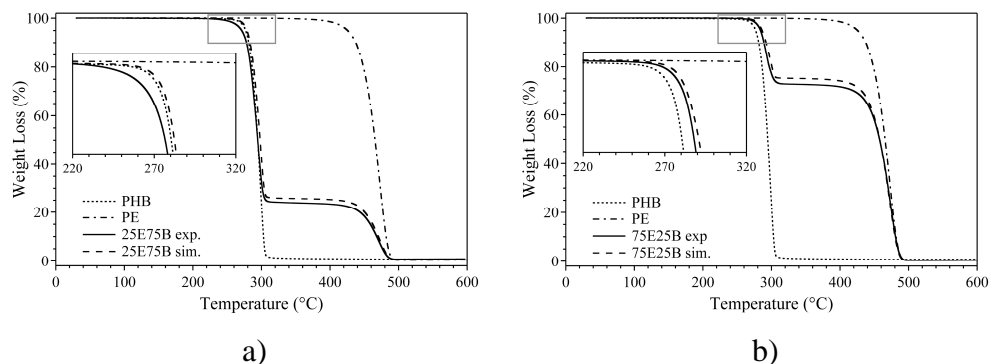 100
80
60
40
20
0
Weight Loss (%)
220
270
320
PHB
PE
25E75B exp.
25E75B sim.
0
100
200
300
400
500
600
Temperature (°C)
a)
100
80
60
40
20
0
Weight Loss (%)
220
270
320
PHB
PE
75E25B exp
75E25B sim.
0
100
200
300
400
500
600
Temperature (°C)
b)